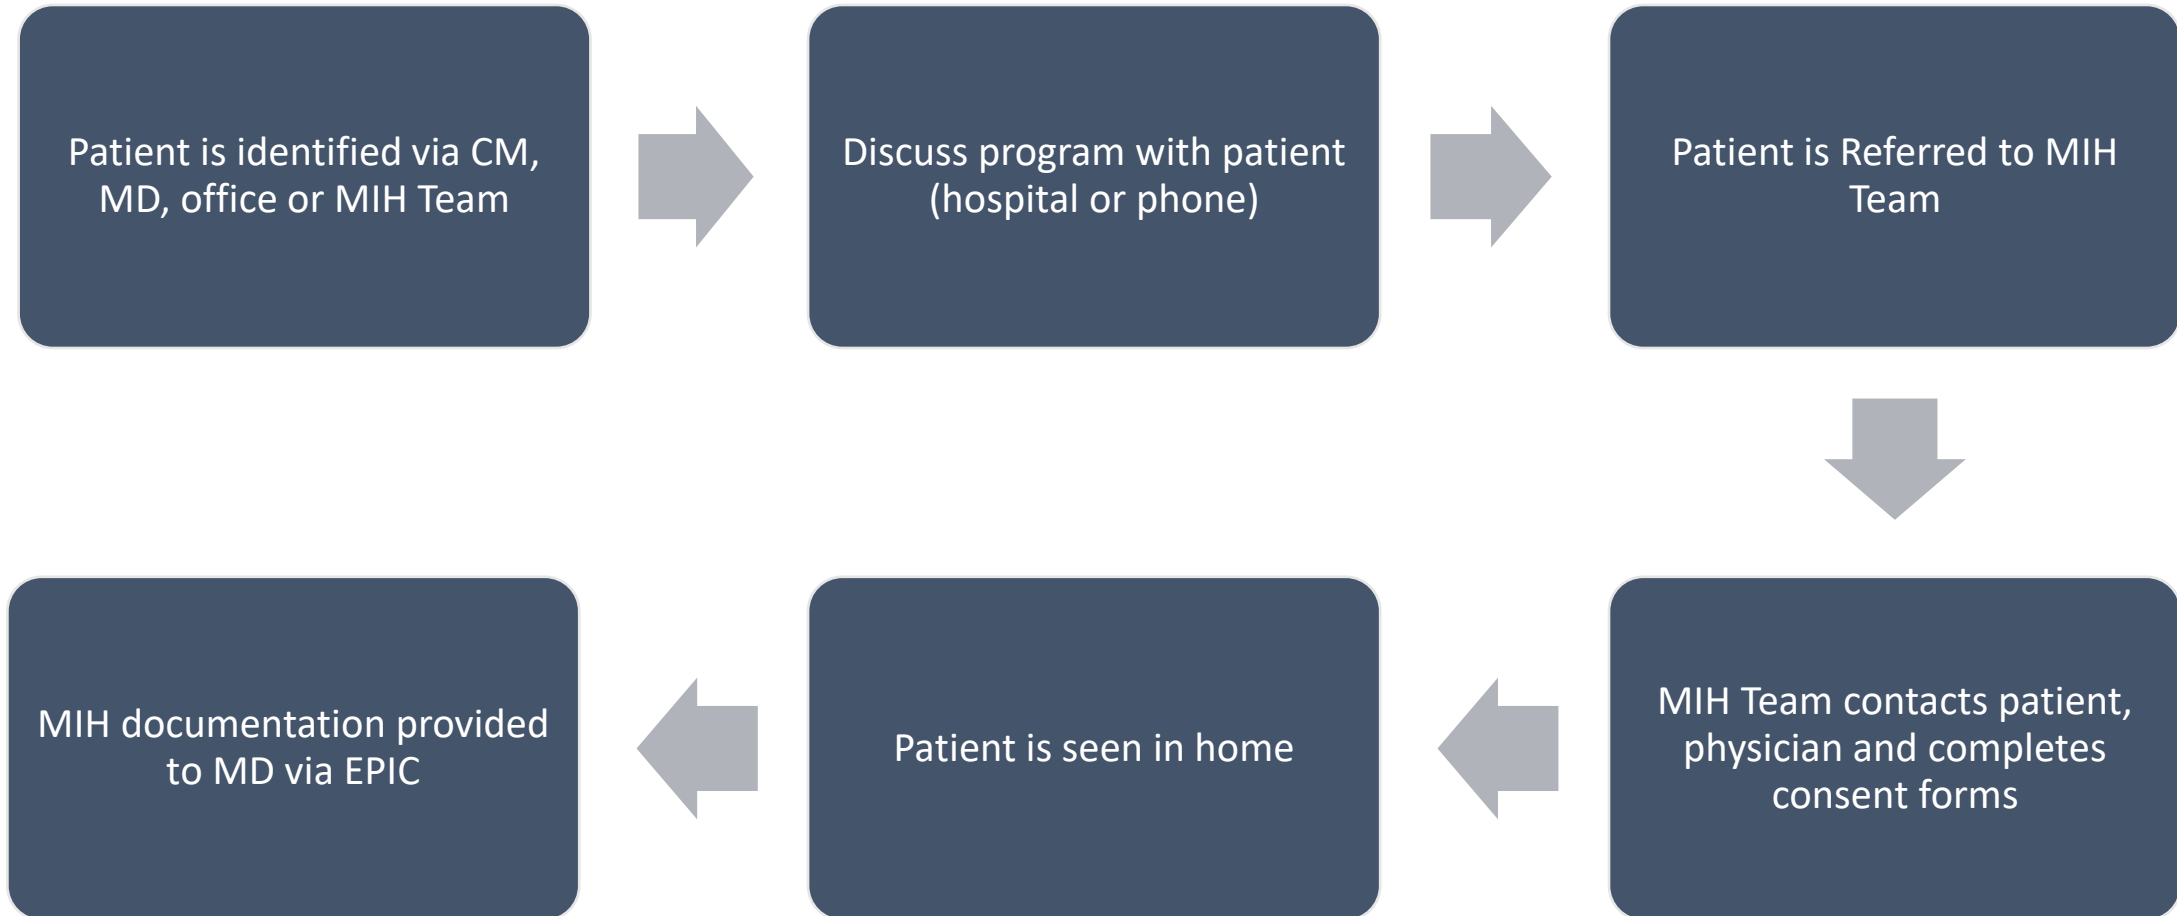 Patient is identified via CM,
MD, office or MIH Team
Discuss program with patient
(hospital or phone)
Patient is Referred to MIH
Team
MIH Team contacts patient,
physician and completes
consent forms
Patient is seen in home
MIH documentation provided
to MD via EPIC